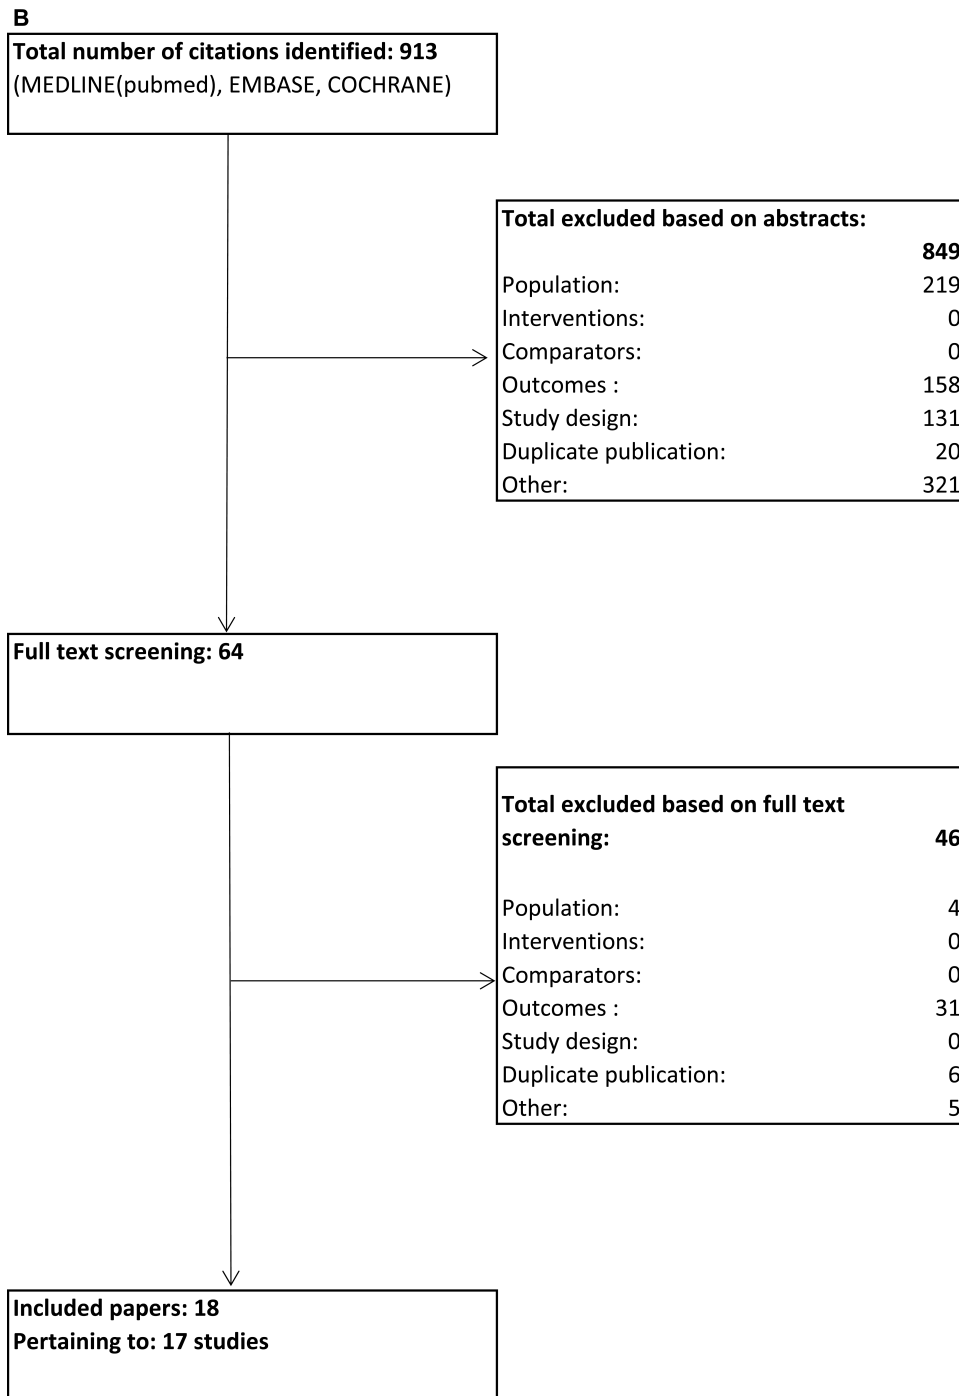 B
Total number of citations identified: 913
(MEDLINE(pubmed), EMBASE, COCHRANE)
Total excluded based on abstracts:
849
Population: 219
Interventions: 0
Comparators: 0
Outcomes : 158
Study design: 131
Duplicate publication: 20
Other: 321
Full text screening: 64
Total excluded based on full text
screening: 46
Population: 4
Interventions: 0
Comparators: 0
Outcomes : 31
Study design: 0
Duplicate publication: 6
Other: 5
Included papers: 18
Pertaining to: 17 studies